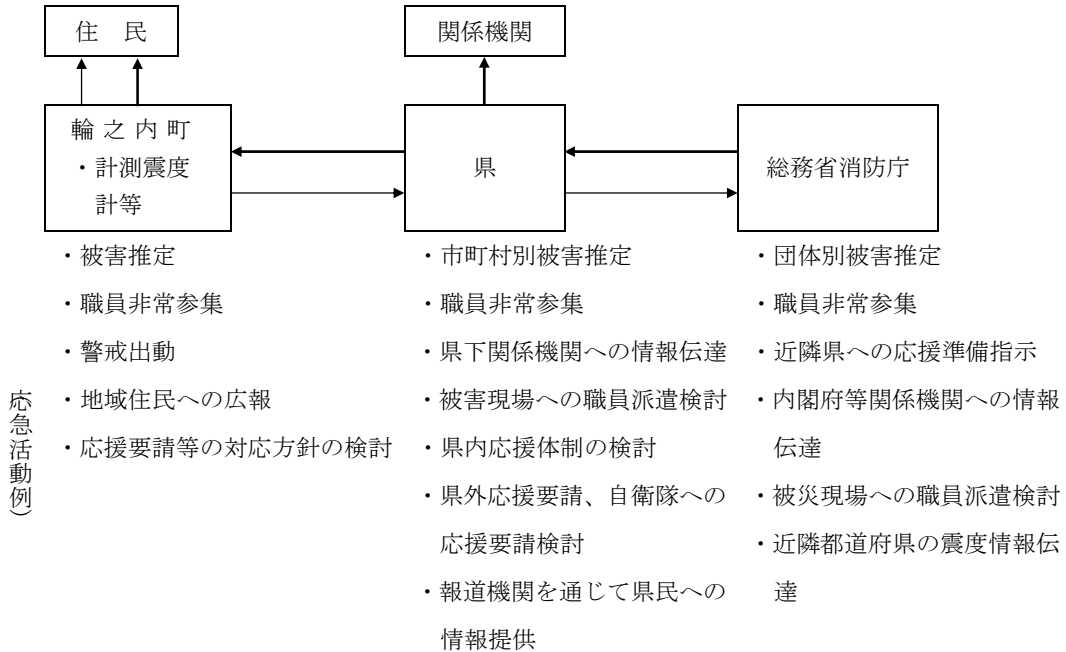 住　民
関係機関
輪之内町
・計測震度
計等
県
総務省消防庁
応急活動例）
・被害推定
・職員非常参集
・警戒出動
・地域住民への広報
・応援要請等の対応方針の検討
・市町村別被害推定
・職員非常参集
・県下関係機関への情報伝達
・被害現場への職員派遣検討
・県内応援体制の検討
・県外応援要請、自衛隊への
応援要請検討
・報道機関を通じて県民への
情報提供
・団体別被害推定
・職員非常参集
・近隣県への応援準備指示
・内閣府等関係機関への情報
伝達
・被災現場への職員派遣検討
・近隣都道府県の震度情報伝
達